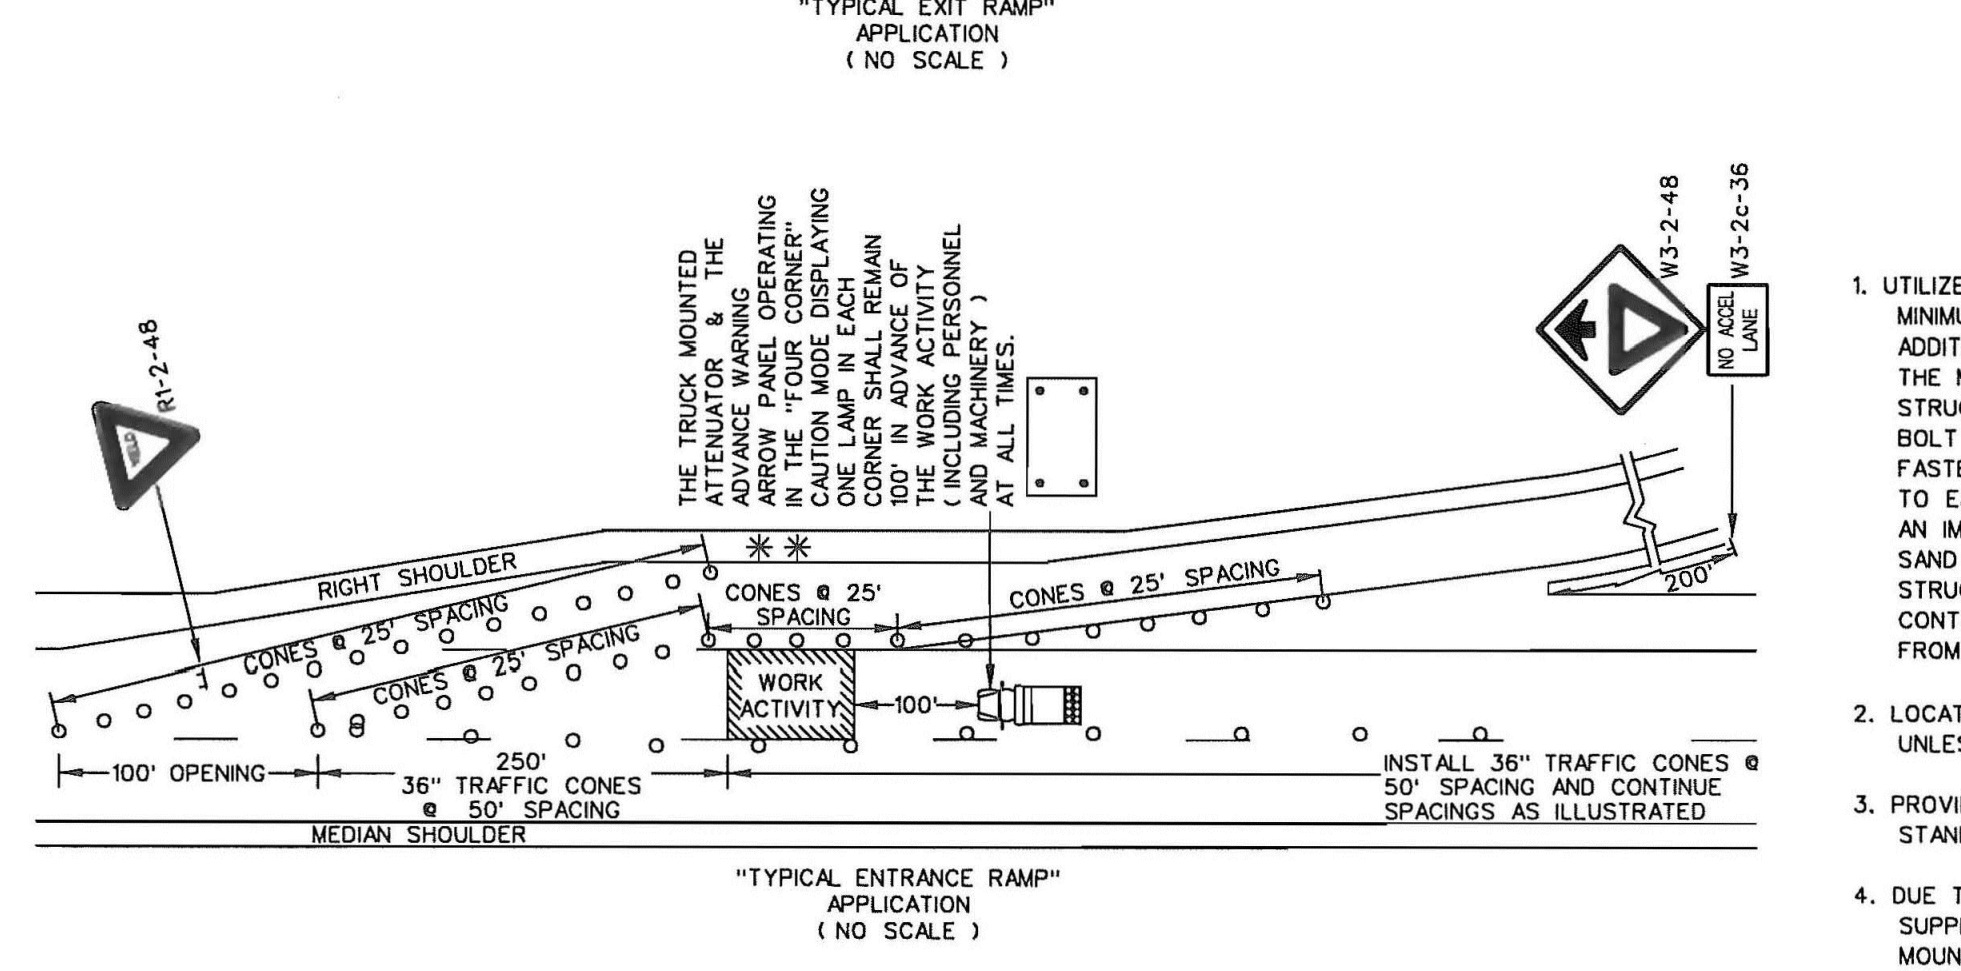 "TYPICAL EXIT RAMP"
APPLICATION
( NO SCALE )
R1-2-48
THE TRUCK MOUNTED
ATTENUATOR & THE
ADVANCE WARNING
ARROW PANEL OPERATING
IN THE "FOUR CORNER"
CAUTION MODE DISPLAYING
ONE LAMP IN EACH
CORNER SHALL REMAIN
100' IN ADVANCE OF
THE WORK ACTIVITY
( INCLUDING PERSONNEL
AND MACHINERY )
AT ALL TIMES.
W3-2-48
W3-2c-36
NO ACCEL
LANE
YIELD
RIGHT SHOULDER
**
CONES @ 25' SPACING
CONES @ 25' SPACING
CONES @ 25'
SPACING
CONES @ 25' SPACING
200'
WORK
ACTIVITY
100'
100' OPENING
250'
36" TRAFFIC CONES
@ 50' SPACING
INSTALL 36" TRAFFIC CONES @
50' SPACING AND CONTINUE
SPACINGS AS ILLUSTRATED
MEDIAN SHOULDER
"TYPICAL ENTRANCE RAMP"
APPLICATION
( NO SCALE )
1. UTILIZE
MINIMU
ADDIT
THE
STRU
BOLT
FASTE
TO E
AN IM
SAND
STRU
CONT
FROM
2. LOCAT
UNLES
3. PROVI
STAN
4. DUE T
SUPP
MOUN